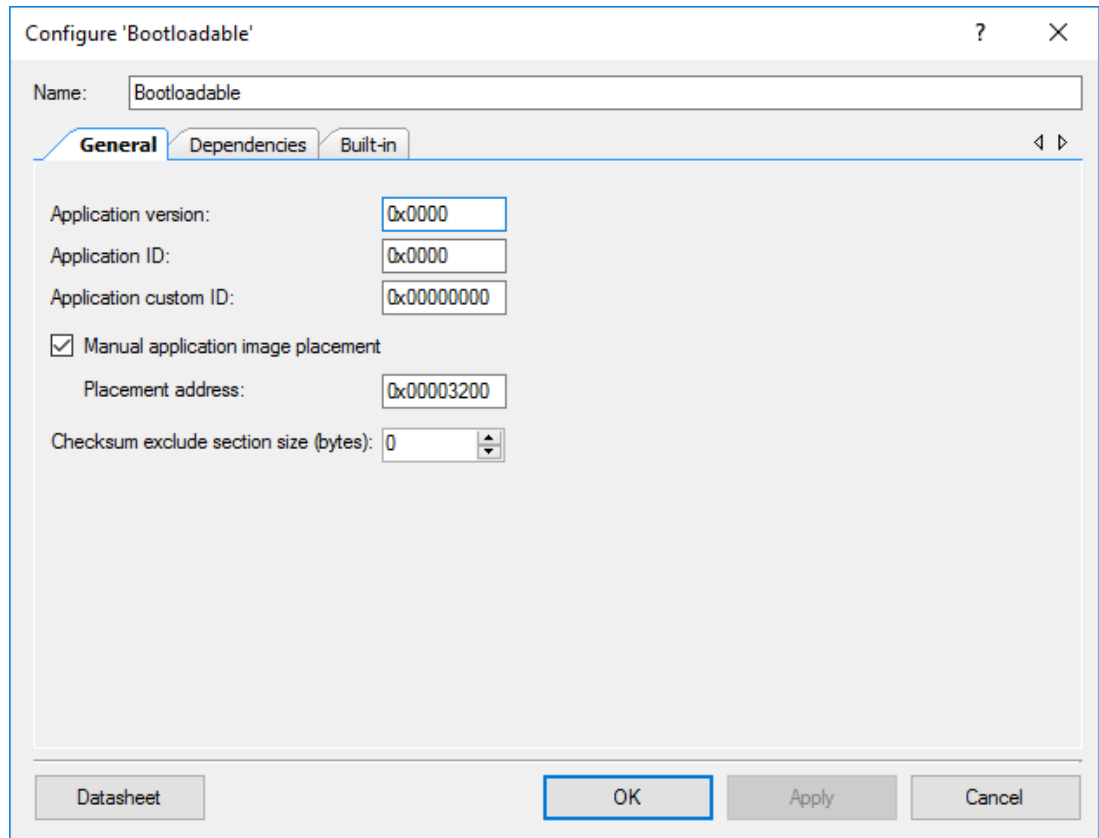 Configure 'Bootloadable'
?
Name: Bootloadable
General Dependencies Built-in
Application version: 0x0000
Application ID: 0x0000
Application custom ID: 0x00000000
Manual application image placement
Placement address: 0x00003200
Checksum exclude section size (bytes): 0
Datasheet OK Apply Cancel